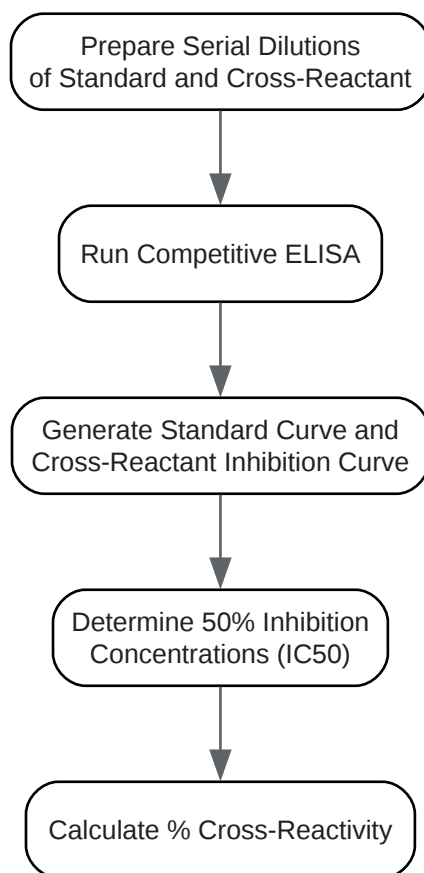 Prepare Serial Dilutions
of Standard and Cross-Reactant
Run Competitive ELISA
Generate Standard Curve and
Cross-Reactant Inhibition Curve
Determine 50% Inhibition
Concentrations (IC50)
Calculate % Cross-Reactivity